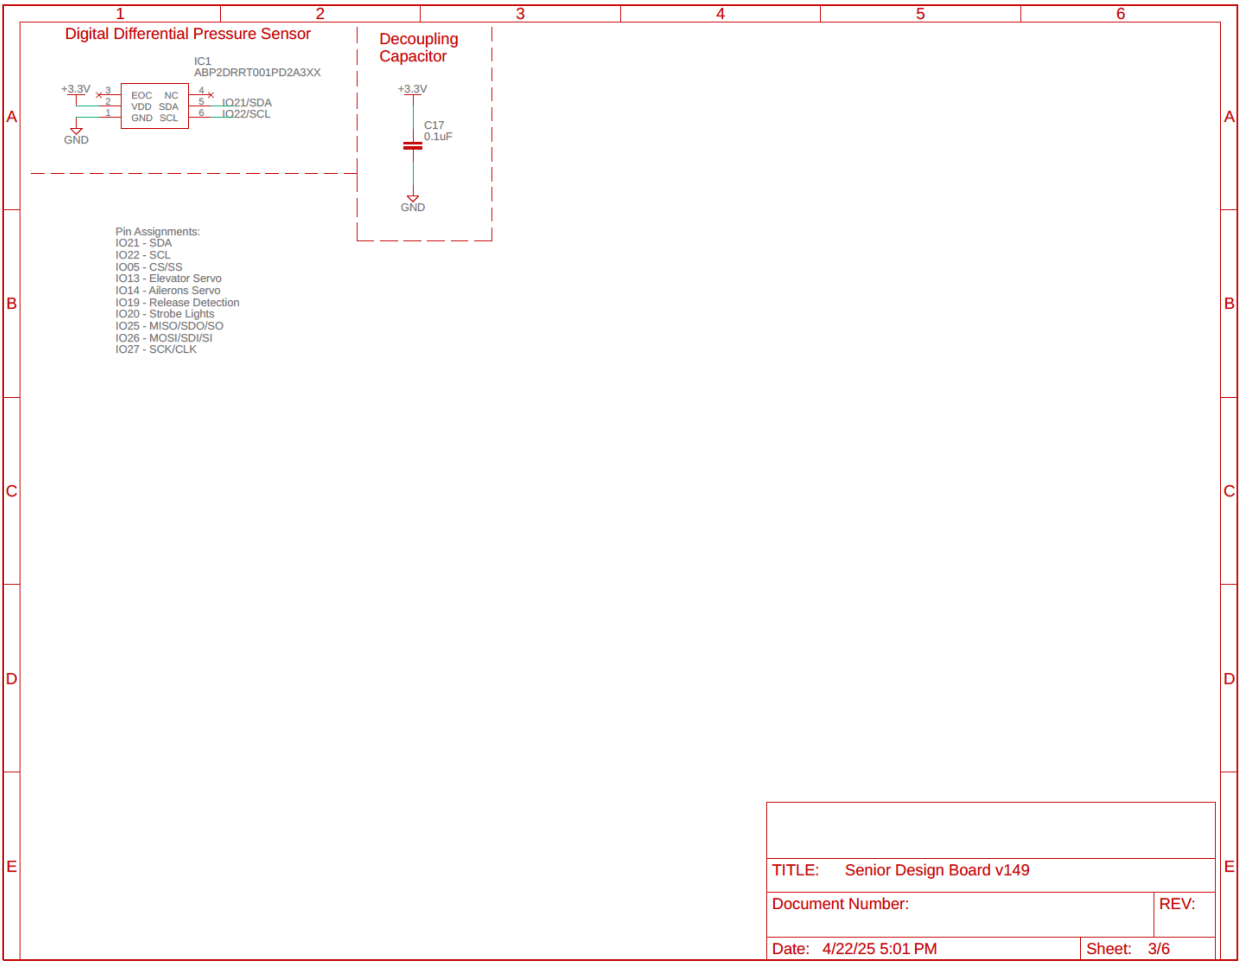 1 2 3 4 5 6
Digital Differential Pressure Sensor
Decoupling
Capacitor
IC1
ABP2DRRT001PD2A3XX
+3.3V
3 EOC NC 4
2 VDD SDA 5 IO21/SDA
1 GND SCL 6 IO22/SCL
GND
+3.3V
C17
0.1uF
GND
A A
Pin Assignments:
IO21 - SDA
IO22 - SCL
IO05 - CS/SS
IO13 - Elevator Servo
IO14 - Ailerons Servo
IO19 - Release Detection
IO20 - Strobe Lights
IO25 - MISO/SDO/SO
IO26 - MOSI/SDI/SI
IO27 - SCK/CLK
B B
C C
D D
E E
TITLE: Senior Design Board v149
Document Number: REV:
Date: 4/22/25 5:01 PM Sheet: 3/6